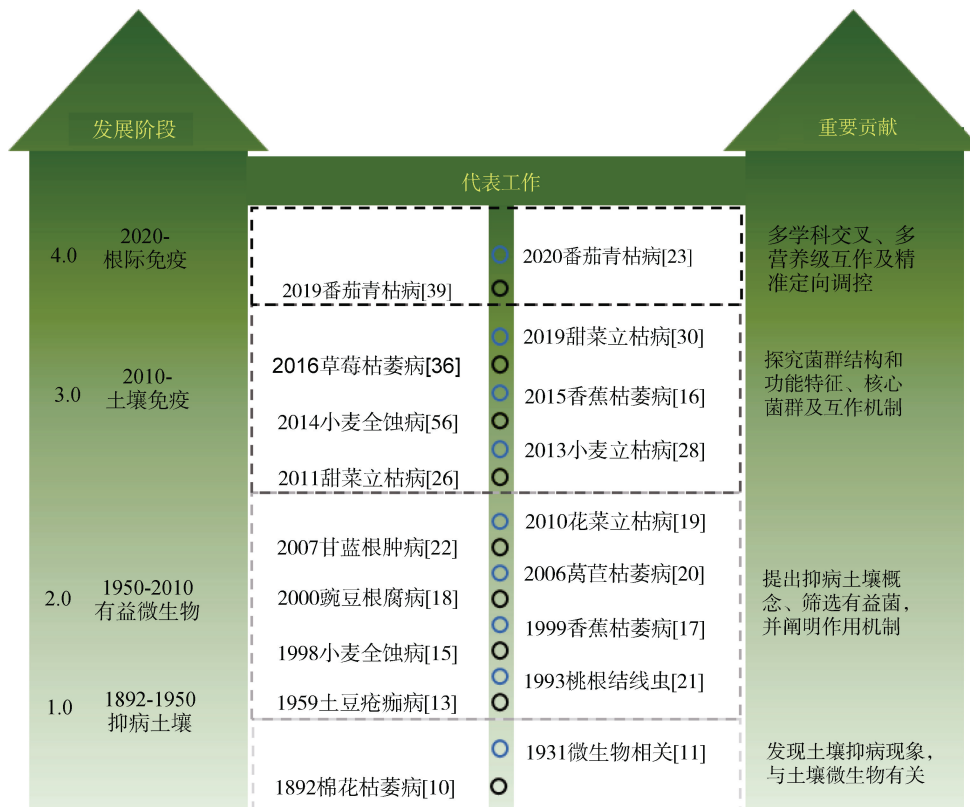 发展阶段
重要贡献
代表工作
4.0
2020-
根际免疫
2020番茄青枯病[23]
2019番茄青枯病[39]
多学科交叉、多
营养级互作及精
准定向调控
3.0
2010-
土壤免疫
2019甜菜立枯病[30]
2016草莓枯萎病[36]
2015香蕉枯萎病[16]
2014小麦全蚀病[56]
2013小麦立枯病[28]
2011甜菜立枯病[26]
探究菌群结构和
功能特征、核心
菌群及互作机制
2.0
1950-2010
有益微生物
2010花菜立枯病[19]
2007甘蓝根肿病[22]
2006莴苣枯萎病[20]
2000豌豆根腐病[18]
1999香蕉枯萎病[17]
1998小麦全蚀病[15]
1993桃根结线虫[21]
1959土豆疮痂病[13]
提出抑病土壤概
念、筛选有益菌，
并阐明作用机制
1.0
1892-1950
抑病土壤
1931微生物相关[11]
1892棉花枯萎病[10]
发现土壤抑病现象，
与土壤微生物有关